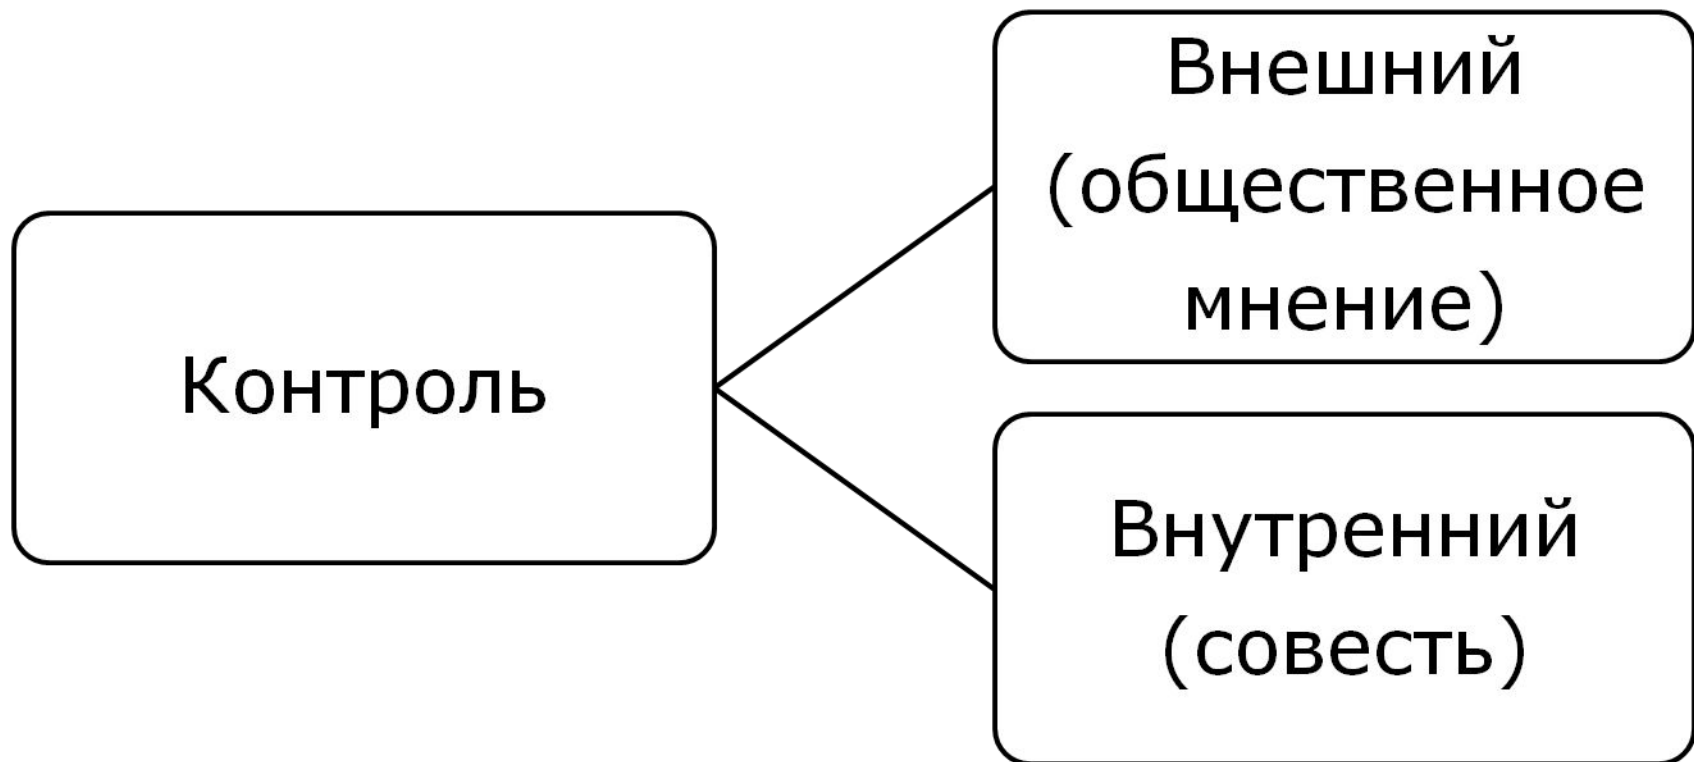 Контроль
Внешний
(общественное
мнение)
Внутренний
(совесть)